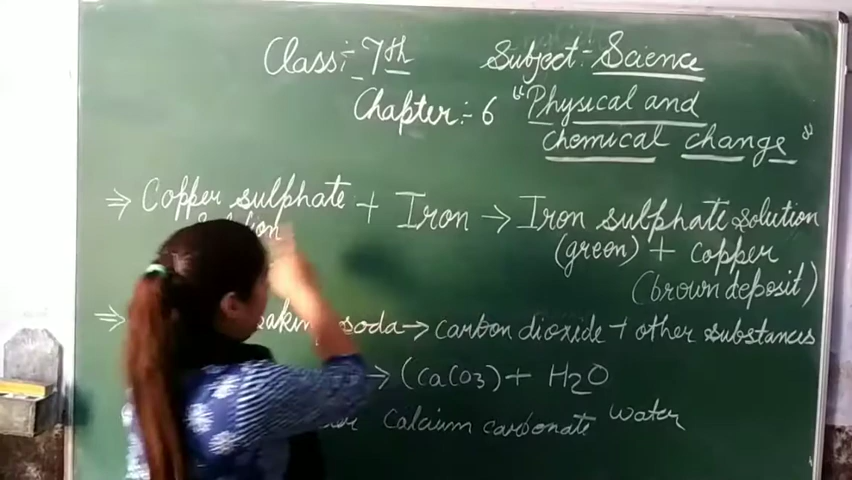 Class:- 7th Subject:- Science
Chapter:- 6 "Physical and
chemical change"
⇒ Copper sulphate + Iron → Iron sulphate solution
(green) + copper
(brown deposit)
⇒ soda → carbon dioxide + other substances
→ (CaCO3) + H2O
Calcium carbonate water